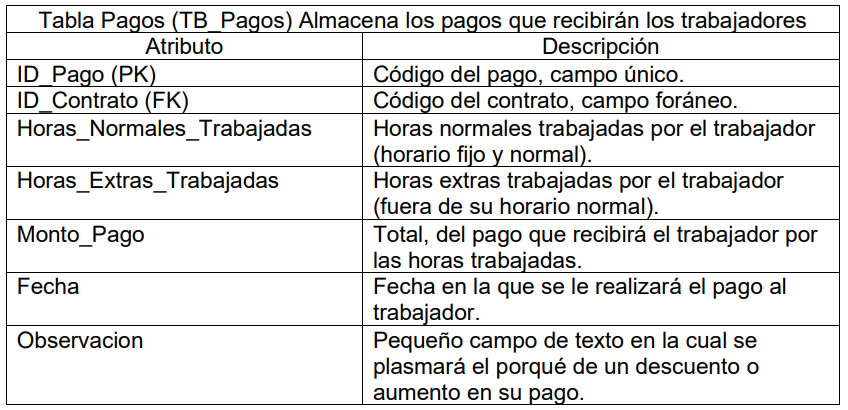 Tabla Pagos (TB_Pagos) Almacena los pagos que recibirán los trabajadores
Atributo Descripción
ID_Pago (PK) Código del pago, campo único.
ID_Contrato (FK) Código del contrato, campo foráneo.
Horas_Normales_Trabajadas Horas normales trabajadas por el trabajador
(horario fijo y normal).
Horas_Extras_Trabajadas Horas extras trabajadas por el trabajador
(fuera de su horario normal).
Monto_Pago Total, del pago que recibirá el trabajador por
las horas trabajadas.
Fecha Fecha en la que se le realizará el pago al
trabajador.
Observacion Pequeño campo de texto en la cual se
plasmará el porqué de un descuento o
aumento en su pago.